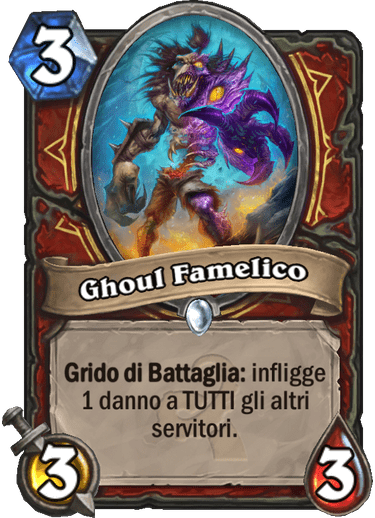 3
Ghoul Famelico
Grido di Battaglia: infligge
1 danno a TUTTI gli altri
servitori.
3
3